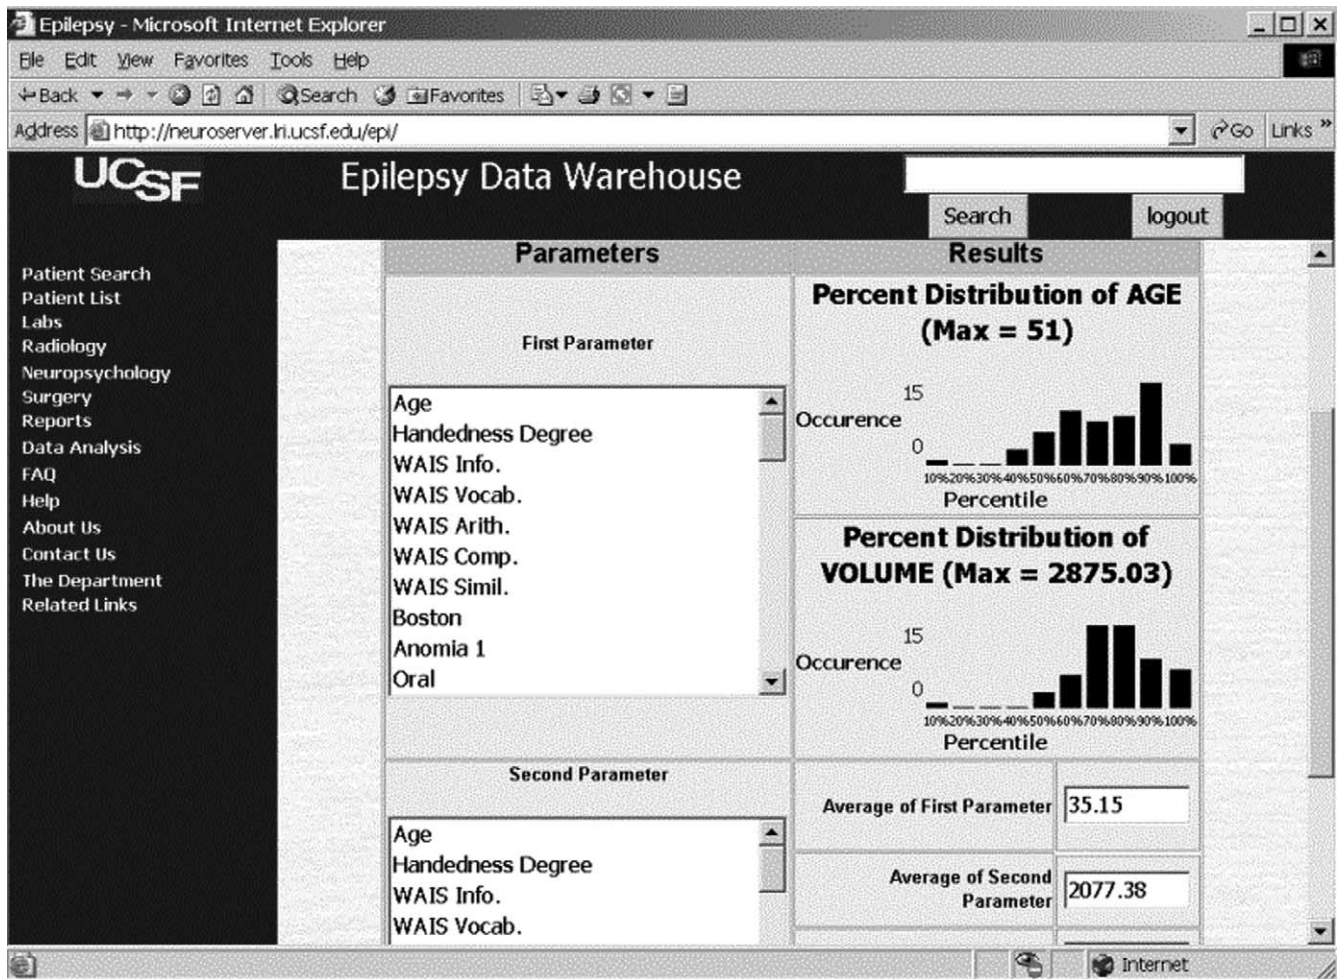 Epilepsy - Microsoft Internet Explorer
File Edit View Favorites Tools Help
Back Search Favorites
Address http://neuroserver.lri.ucsf.edu/epi/ Go Links »
UCSF Epilepsy Data Warehouse
Search logout
Patient Search
Patient List
Labs
Radiology
Neuropsychology
Surgery
Reports
Data Analysis
FAQ
Help
About Us
Contact Us
The Department
Related Links
Parameters
First Parameter
Age
Handedness Degree
WAIS Info.
WAIS Vocab.
WAIS Arith.
WAIS Comp.
WAIS Simil.
Boston
Anomia 1
Oral
Second Parameter
Age
Handedness Degree
WAIS Info.
WAIS Vocab.
Results
Percent Distribution of AGE
(Max = 51)
15
Occurence
0
10%20%30%40%50%60%70%80%90%100%
Percentile
Percent Distribution of
VOLUME (Max = 2875.03)
15
Occurence
0
10%20%30%40%50%60%70%80%90%100%
Percentile
Average of First Parameter 35.15
Average of Second
Parameter 2077.38
Internet